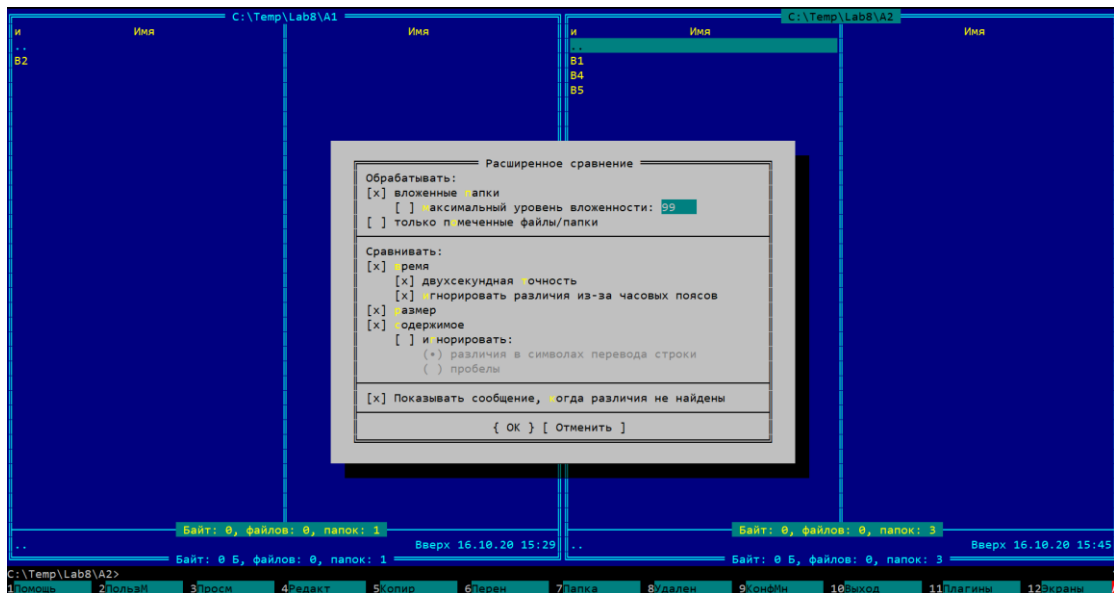 C:\Temp\Lab8\A1
C:\Temp\Lab8\A2
и Имя Имя
и Имя Имя
..
..
B2
B1
B4
B5
Расширенное сравнение
Обрабатывать:
[x] вложенные папки
[ ] максимальный уровень вложенности: 99
[ ] только помеченные файлы/папки
Сравнивать:
[x] время
[x] двухсекундная точность
[x] игнорировать различия из-за часовых поясов
[x] размер
[x] содержимое
[ ] игнорировать:
(•) различия в символах перевода строки
( ) пробелы
[x] Показывать сообщение, когда различия не найдены
{ OK } [ Отменить ]
Байт: 0, файлов: 0, папок: 1
Байт: 0, файлов: 0, папок: 3
.. Вверх 16.10.20 15:29
.. Вверх 16.10.20 15:45
Байт: 0 Б, файлов: 0, папок: 1
Байт: 0 Б, файлов: 0, папок: 3
C:\Temp\Lab8\A2>
1Помощь 2ПользМ 3Просм 4Редакт 5Копир 6Перен 7Папка 8Удален 9КонфМн 10Выход 11Плагины 12Экраны